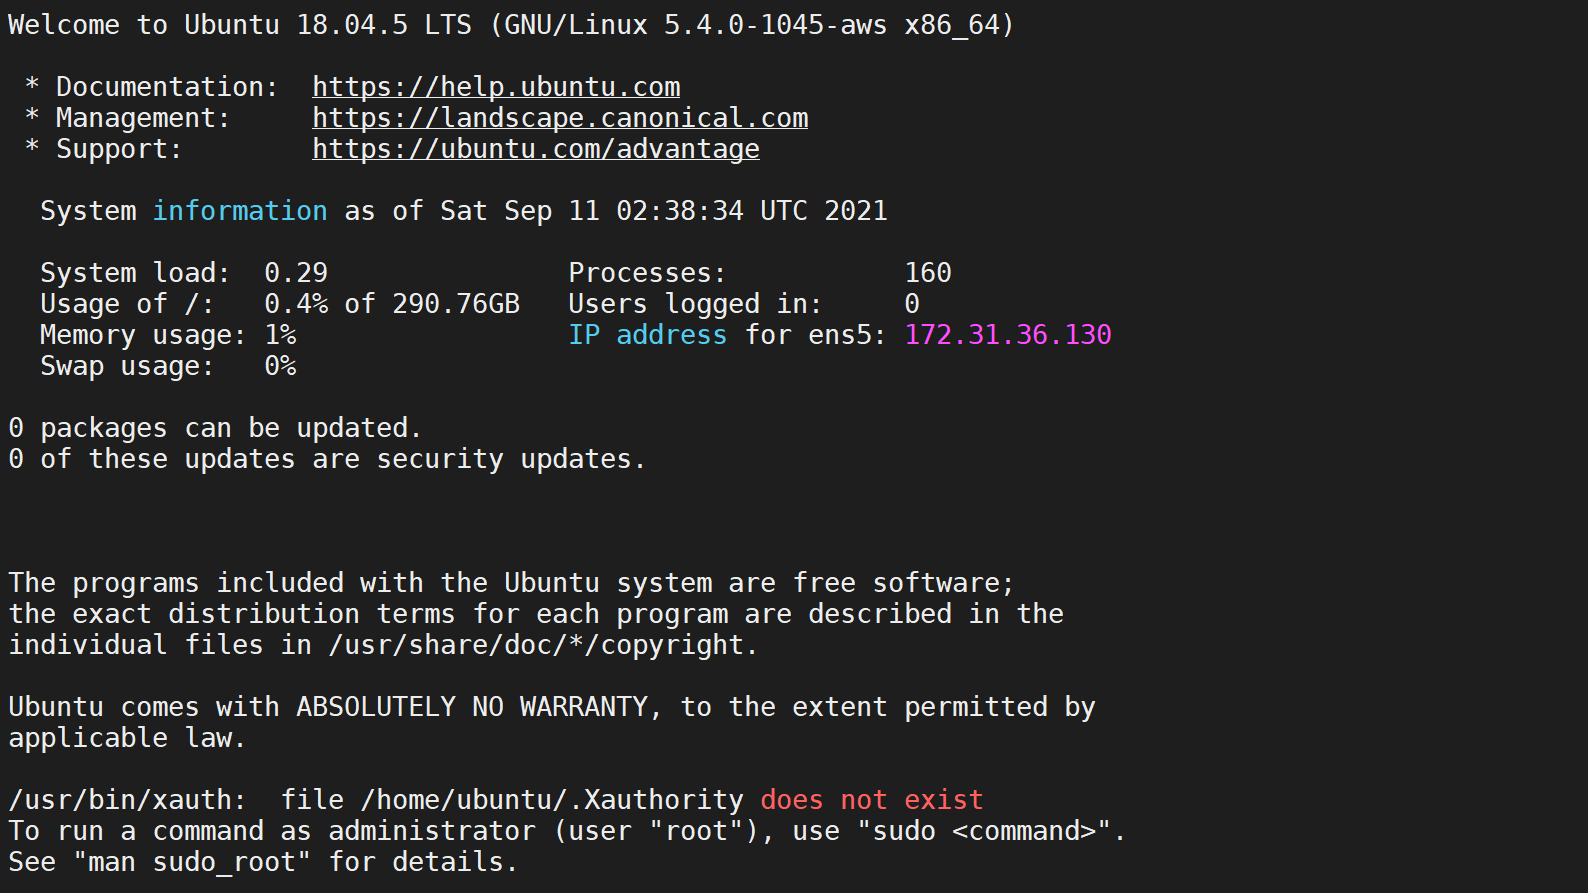 Welcome to Ubuntu 18.04.5 LTS (GNU/Linux 5.4.0-1045-aws x86_64)
* Documentation:  https://help.ubuntu.com
* Management:     https://landscape.canonical.com
* Support:        https://ubuntu.com/advantage
System information as of Sat Sep 11 02:38:34 UTC 2021
System load:  0.29               Processes:           160
Usage of /:   0.4% of 290.76GB   Users logged in:     0
Memory usage: 1%                 IP address for ens5: 172.31.36.130
Swap usage:   0%
0 packages can be updated.
0 of these updates are security updates.
The programs included with the Ubuntu system are free software;
the exact distribution terms for each program are described in the
individual files in /usr/share/doc/*/copyright.
Ubuntu comes with ABSOLUTELY NO WARRANTY, to the extent permitted by
applicable law.
/usr/bin/xauth:  file /home/ubuntu/.Xauthority does not exist
To run a command as administrator (user "root"), use "sudo <command>".
See "man sudo_root" for details.